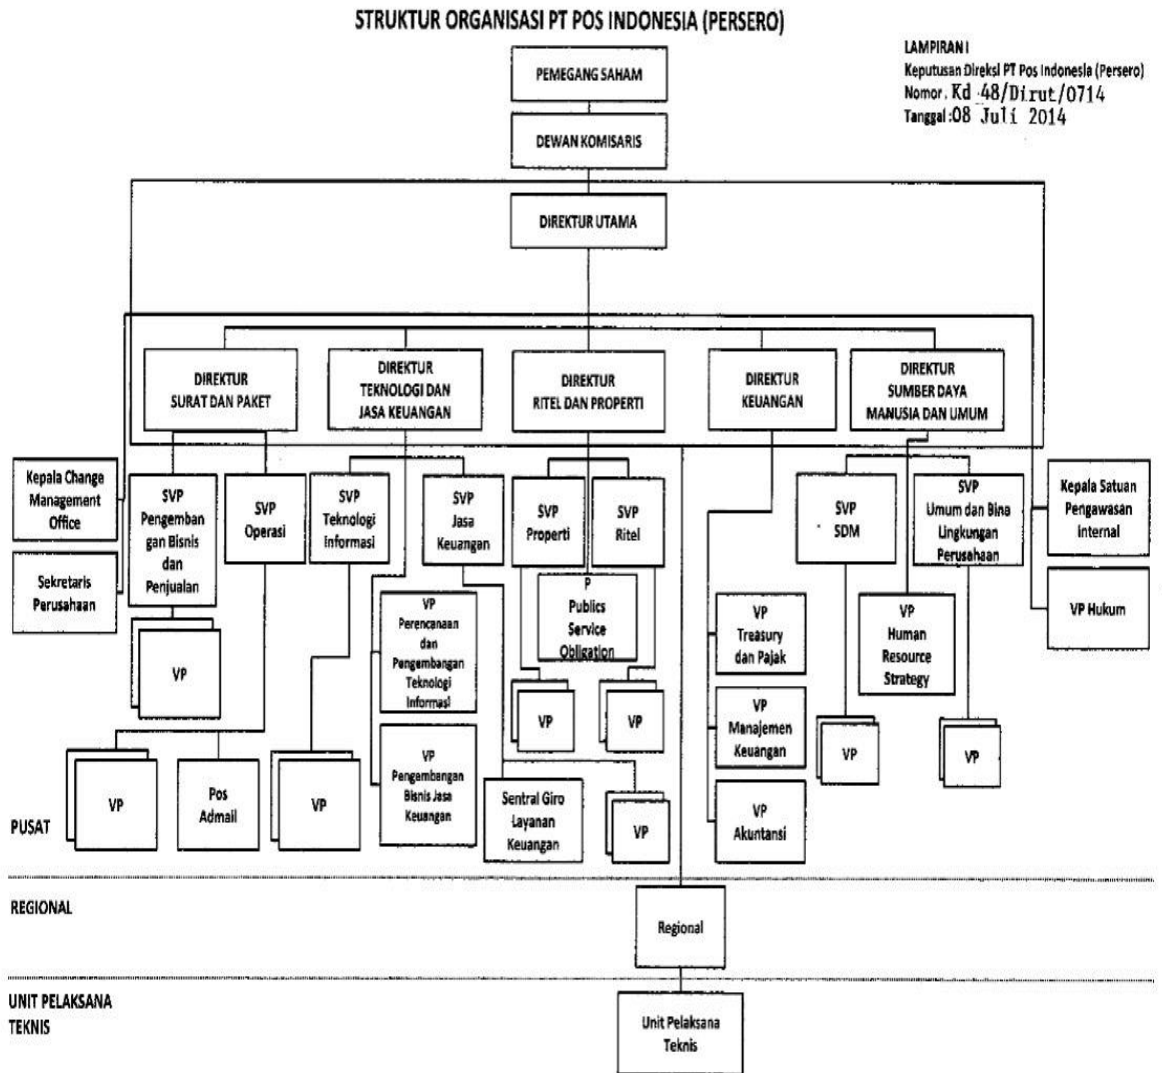 STRUKTUR ORGANISASI PT POS INDONESIA (PERSERO)
LAMPIRAN I
Keputusan Direksi PT Pos Indonesia (Persero)
Nomor. Kd 48/Dirut/0714
Tanggal :08 Juli 2014
PEMEGANG SAHAM
DEWAN KOMISARIS
DIREKTUR UTAMA
DIREKTUR
SURAT DAN PAKET
DIREKTUR
TEKNOLOGI DAN
JASA KEUANGAN
DIREKTUR
RITEL DAN PROPERTI
DIREKTUR
KEUANGAN
DIREKTUR
SUMBER DAYA
MANUSIA DAN UMUM
Kepala Change
Management
Office
Sekretaris
Perusahaan
SVP
Pengemban
gan Bisnis
dan
Penjualan
SVP
Operasi
SVP
Teknologi
Informasi
SVP
Jasa
Keuangan
SVP
Properti
SVP
Ritel
SVP
SDM
SVP
Umum dan Bina
Lingkungan
Perusahaan
Kepala Satuan
Pengawasan
Internal
VP Hukum
P
Publics
Service
Obligation
VP
Perencanaan
dan
Pengembangan
Teknologi
Informasi
VP
Treasury
dan Pajak
VP
Human
Resource
Strategy
VP
VP
VP
VP
Manajemen
Keuangan
VP
VP
VP
Pos
Admail
VP
VP
Pengembangan
Bisnis Jasa
Keuangan
Sentral Giro
Layanan
Keuangan
VP
VP
Akuntansi
PUSAT
REGIONAL
Regional
UNIT PELAKSANA
TEKNIS
Unit Pelaksana
Teknis